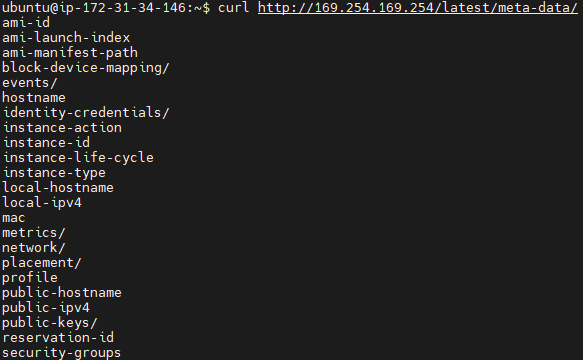 ubuntu@ip-172-31-34-146:~$ curl http://169.254.169.254/latest/meta-data/
ami-id
ami-launch-index
ami-manifest-path
block-device-mapping/
events/
hostname
identity-credentials/
instance-action
instance-id
instance-life-cycle
instance-type
local-hostname
local-ipv4
mac
metrics/
network/
placement/
profile
public-hostname
public-ipv4
public-keys/
reservation-id
security-groups